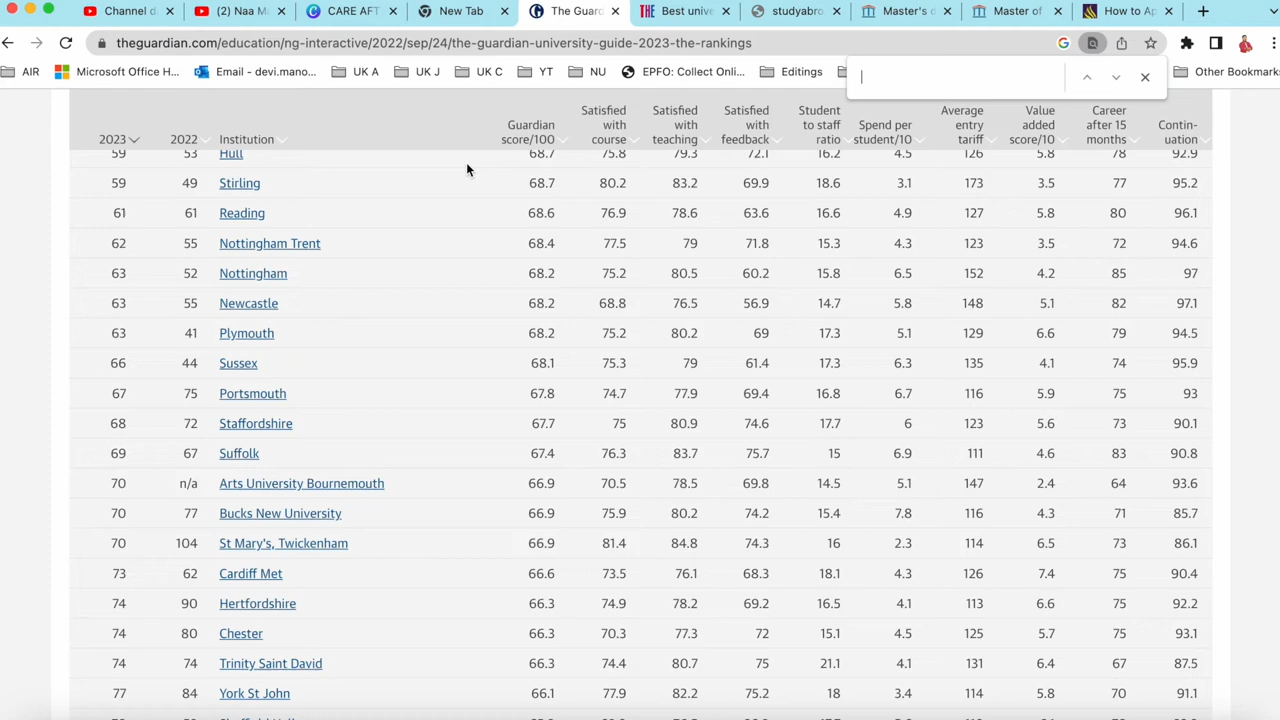 Channel d
(2) Naa M
CARE AFT
New Tab
The Guar
Best unive
studyabro
Master's d
Master of
How to Ap
theguardian.com/education/ng-interactive/2022/sep/24/the-guardian-university-guide-2023-the-rankings
AIR Microsoft Office H... Email - devi.mano... UK A UK J UK C YT NU EPFO: Collect Onli... Editings Other Bookmarks
2023 2022 Institution Guardian score/100 Satisfied with course Satisfied with teaching Satisfied with feedback Student to staff ratio Spend per student/10 Average entry tariff Value added score/10 Career after 15 months Contin-uation
59 53 Hull 68.7 75.8 79.3 72.1 16.2 4.5 126 5.8 78 92.9
59 49 Stirling 68.7 80.2 83.2 69.9 18.6 3.1 173 3.5 77 95.2
61 61 Reading 68.6 76.9 78.6 63.6 16.6 4.9 127 5.8 80 96.1
62 55 Nottingham Trent 68.4 77.5 79 71.8 15.3 4.3 123 3.5 72 94.6
63 52 Nottingham 68.2 75.2 80.5 60.2 15.8 6.5 152 4.2 85 97
63 55 Newcastle 68.2 68.8 76.5 56.9 14.7 5.8 148 5.1 82 97.1
63 41 Plymouth 68.2 75.2 80.2 69 17.3 5.1 129 6.6 79 94.5
66 44 Sussex 68.1 75.3 79 61.4 17.3 6.3 135 4.1 74 95.9
67 75 Portsmouth 67.8 74.7 77.9 69.4 16.8 6.7 116 5.9 75 93
68 72 Staffordshire 67.7 75 80.9 74.6 17.7 6 123 5.6 73 90.1
69 67 Suffolk 67.4 76.3 83.7 75.7 15 6.9 111 4.6 83 90.8
70 n/a Arts University Bournemouth 66.9 70.5 78.5 69.8 14.5 5.1 147 2.4 64 93.6
70 77 Bucks New University 66.9 75.9 80.2 74.2 15.4 7.8 116 4.3 71 85.7
70 104 St Mary's, Twickenham 66.9 81.4 84.8 74.3 16 2.3 114 6.5 73 86.1
73 62 Cardiff Met 66.6 73.5 76.1 68.3 18.1 4.3 126 7.4 75 90.4
74 90 Hertfordshire 66.3 74.9 78.2 69.2 16.5 4.1 113 6.6 75 92.2
74 80 Chester 66.3 70.3 77.3 72 15.1 4.5 125 5.7 75 93.1
74 74 Trinity Saint David 66.3 74.4 80.7 75 21.1 4.1 131 6.4 67 87.5
77 84 York St John 66.1 77.9 82.2 75.2 18 3.4 114 5.8 70 91.1